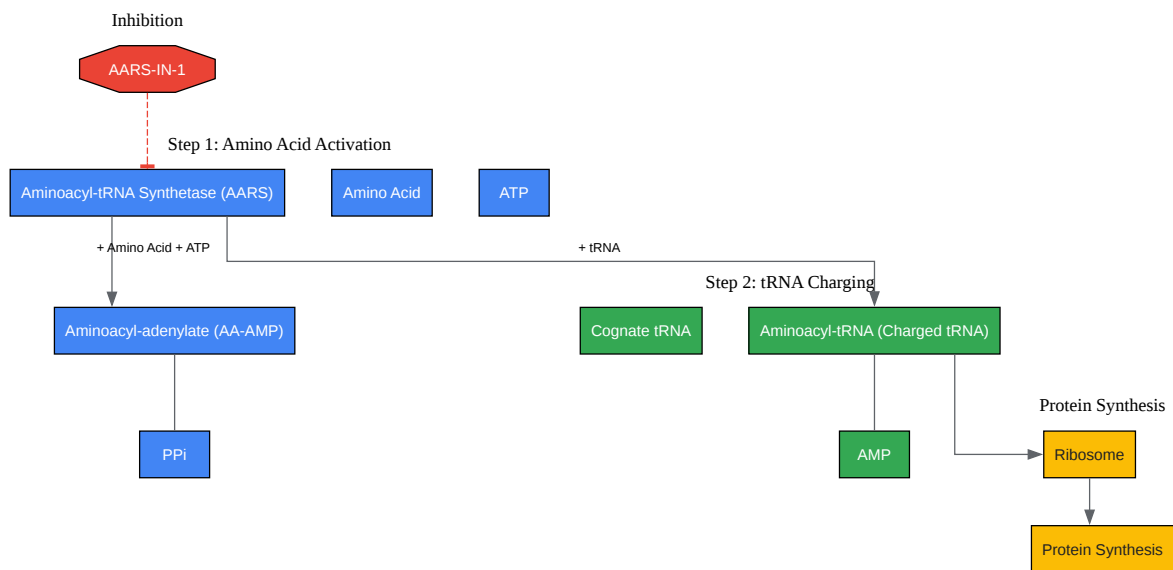 Inhibition
AARS-IN-1
Step 1: Amino Acid Activation
Aminoacyl-tRNA Synthetase (AARS)
Amino Acid
ATP
+ Amino Acid + ATP
+ tRNA
Step 2: tRNA Charging
Aminoacyl-adenylate (AA-AMP)
Cognate tRNA
Aminoacyl-tRNA (Charged tRNA)
Protein Synthesis
PPi
AMP
Ribosome
Protein Synthesis